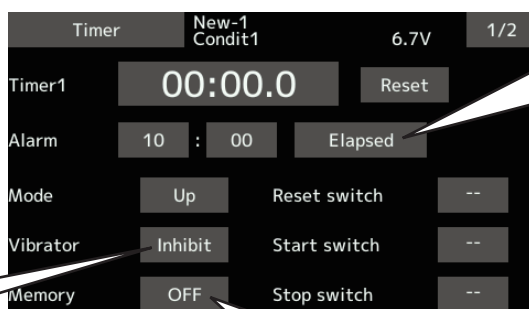 Timer New-1 Condit1 6.7V 1/2
Timer1 00:00.0 Reset
Alarm 10 : 00 Elapsed
Mode Up Reset switch --
Vibrator Inhibit Start switch --
Memory OFF Stop switch --